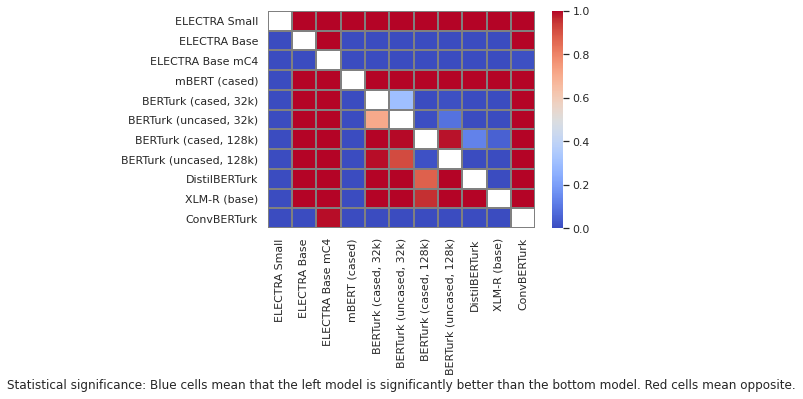 ELECTRA Small
ELECTRA Base
ELECTRA Base mC4
mBERT (cased)
BERTurk (cased, 32k)
BERTurk (uncased, 32k)
BERTurk (cased, 128k)
BERTurk (uncased, 128k)
DistilBERTurk
XLM-R (base)
ConvBERTurk
1.0
0.8
0.6
0.4
0.2
0.0
ELECTRA Small
ELECTRA Base
ELECTRA Base mC4
mBERT (cased)
BERTurk (cased, 32k)
BERTurk (uncased, 32k)
BERTurk (cased, 128k)
BERTurk (uncased, 128k)
DistilBERTurk
XLM-R (base)
ConvBERTurk
Statistical significance: Blue cells mean that the left model is significantly better than the bottom model. Red cells mean opposite.